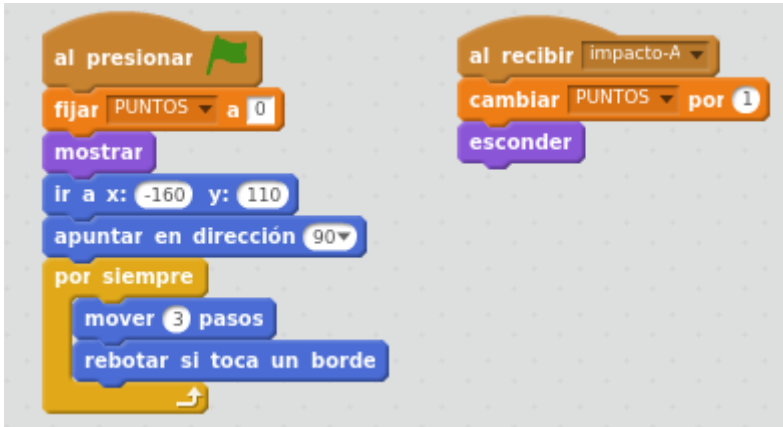 al presionar
fijar PUNTOS a 0
mostrar
ir a x: -160 y: 110
apuntar en dirección 90
por siempre
mover 3 pasos
rebotar si toca un borde
al recibir impacto-A
cambiar PUNTOS por 1
esconder